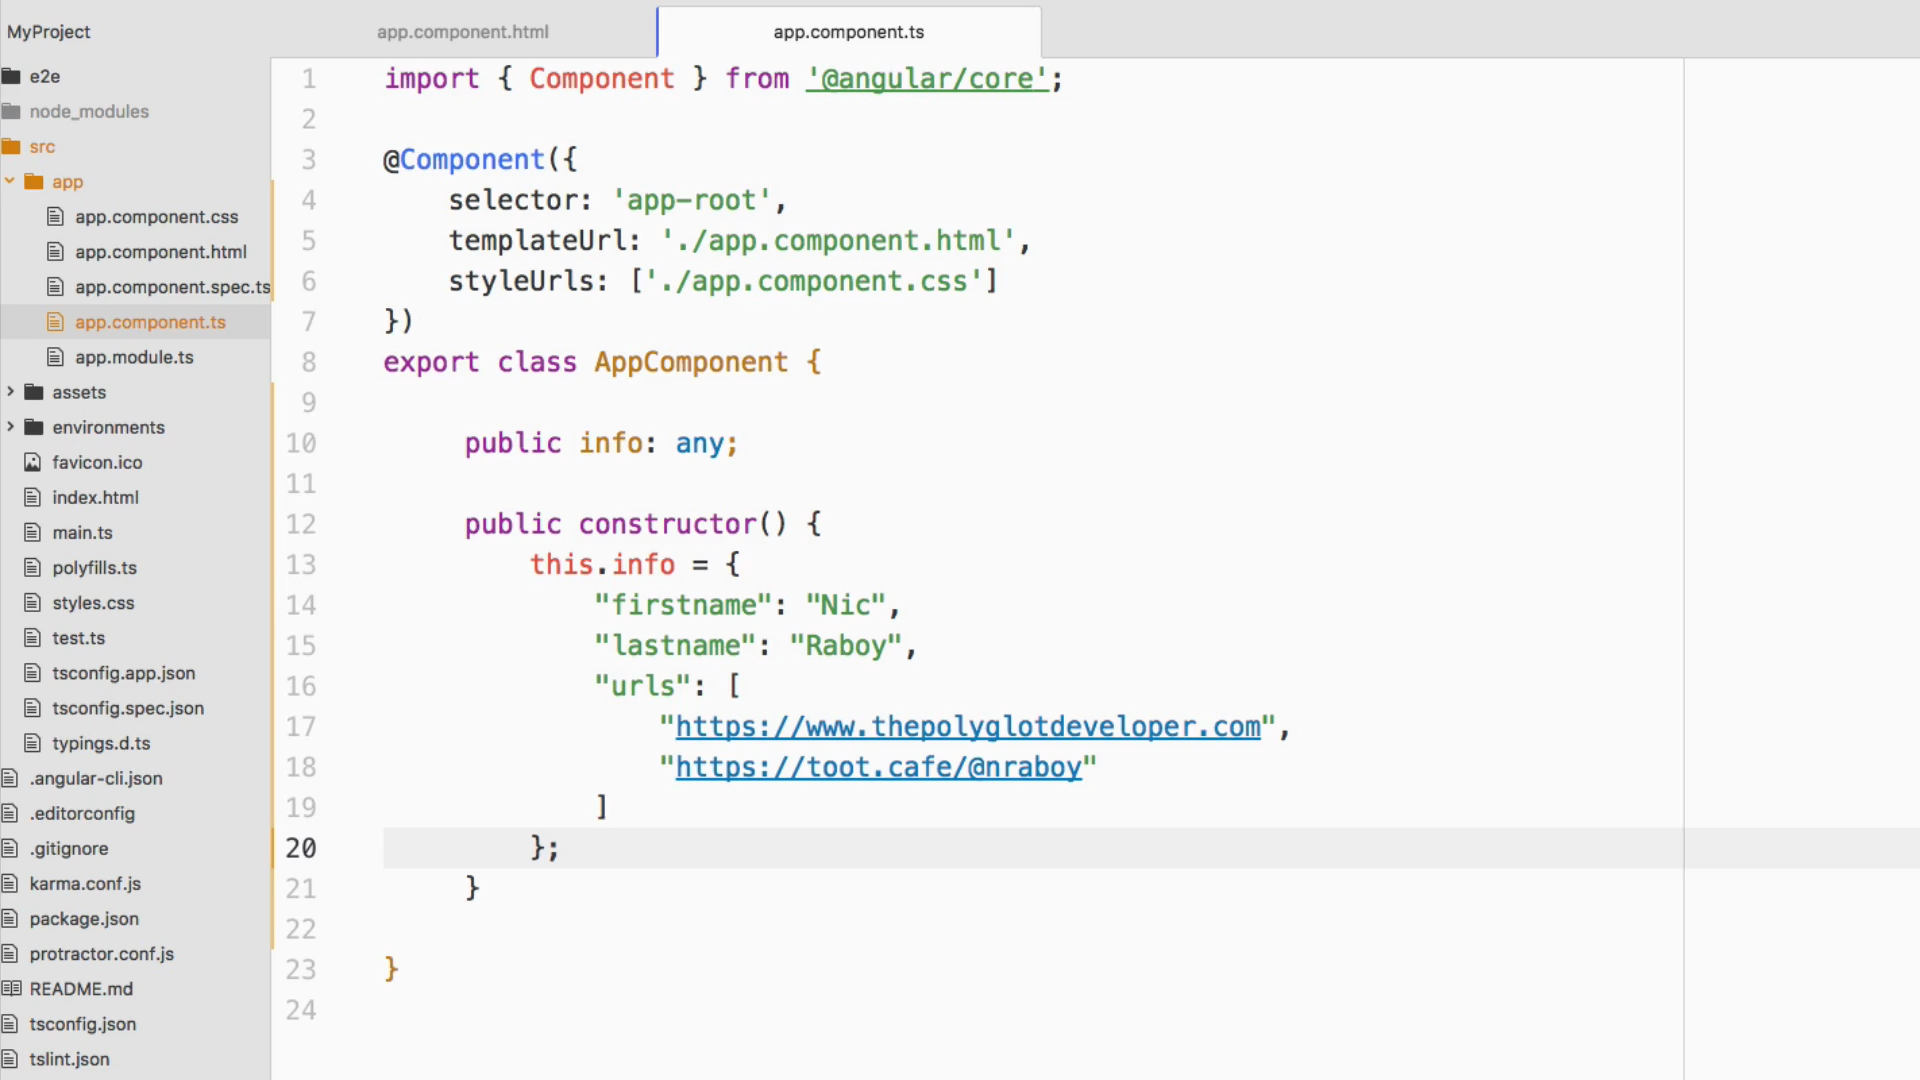 MyProject
app.component.html
app.component.ts
e2e
node_modules
src
app
app.component.css
app.component.html
app.component.spec.ts
app.component.ts
app.module.ts
assets
environments
favicon.ico
index.html
main.ts
polyfills.ts
styles.css
test.ts
tsconfig.app.json
tsconfig.spec.json
typings.d.ts
.angular-cli.json
.editorconfig
.gitignore
karma.conf.js
package.json
protractor.conf.js
README.md
tsconfig.json
tslint.json
1 import { Component } from '@angular/core';
2
3 @Component({
4 selector: 'app-root',
5 templateUrl: './app.component.html',
6 styleUrls: ['./app.component.css']
7 })
8 export class AppComponent {
9
10 public info: any;
11
12 public constructor() {
13 this.info = {
14 "firstname": "Nic",
15 "lastname": "Raboy",
16 "urls": [
17 "https://www.thepolyglotdeveloper.com",
18 "https://toot.cafe/@nraboy"
19 ]
20 };
21 }
22
23 }
24